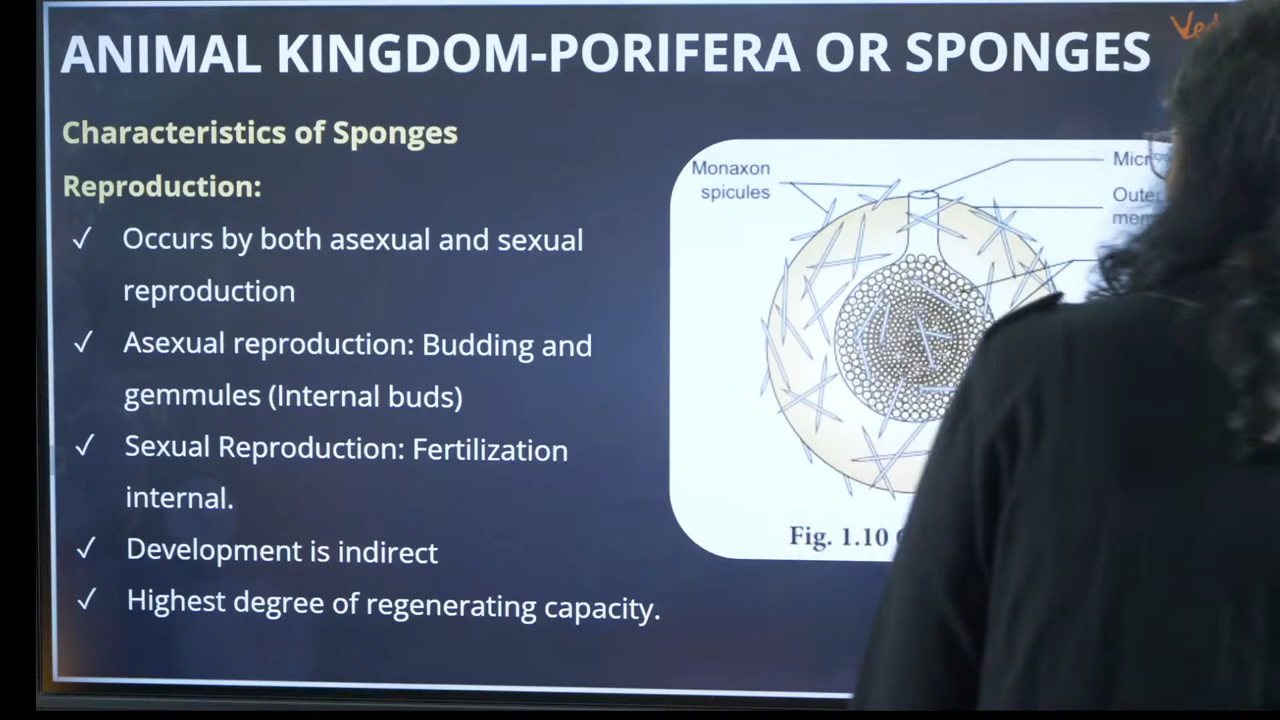 ANIMAL KINGDOM-PORIFERA OR SPONGES
Characteristics of Sponges
Reproduction:
✓ Occurs by both asexual and sexual
reproduction
✓ Asexual reproduction: Budding and
gemmules (Internal buds)
✓ Sexual Reproduction: Fertilization
internal.
✓ Development is indirect
✓ Highest degree of regenerating capacity.
Monaxon
spicules
Outer
Fig. 1.10